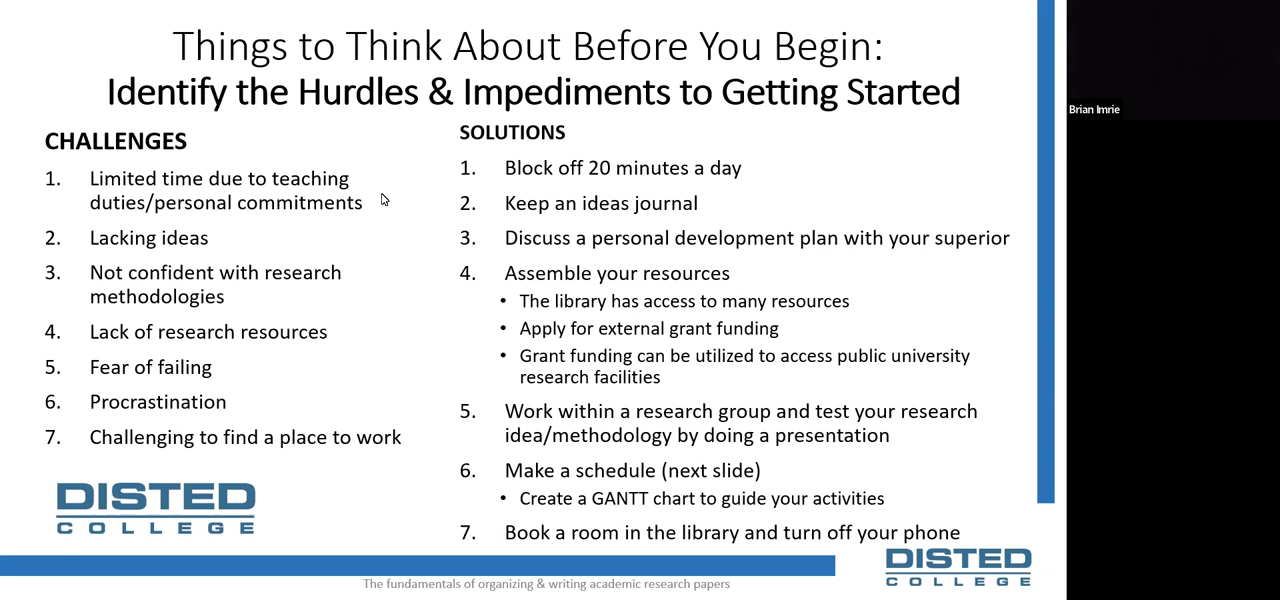 Things to Think About Before You Begin:
Identify the Hurdles & Impediments to Getting Started
CHALLENGES
1. Limited time due to teaching
duties/personal commitments
2. Lacking ideas
3. Not confident with research
methodologies
4. Lack of research resources
5. Fear of failing
6. Procrastination
7. Challenging to find a place to work
DISTED
COLLEGE
SOLUTIONS
1. Block off 20 minutes a day
2. Keep an ideas journal
3. Discuss a personal development plan with your superior
4. Assemble your resources
• The library has access to many resources
• Apply for external grant funding
• Grant funding can be utilized to access public university
research facilities
5. Work within a research group and test your research
idea/methodology by doing a presentation
6. Make a schedule (next slide)
• Create a GANTT chart to guide your activities
7. Book a room in the library and turn off your phone
DISTED
COLLEGE
The fundamentals of organizing & writing academic research papers
Brian Imrie